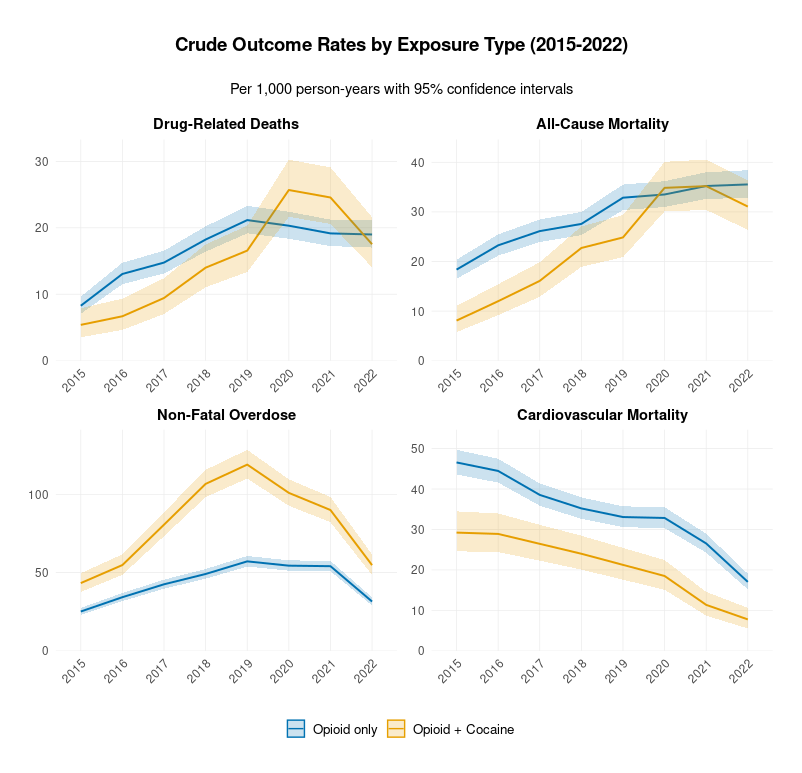 Crude Outcome Rates by Exposure Type (2015-2022)
Per 1,000 person-years with 95% confidence intervals
Drug-Related Deaths
30
20
10
0
2015 2016 2017 2018 2019 2020 2021 2022
All-Cause Mortality
40
30
20
10
0
2015 2016 2017 2018 2019 2020 2021 2022
Non-Fatal Overdose
100
50
0
2015 2016 2017 2018 2019 2020 2021 2022
Cardiovascular Mortality
50
40
30
20
10
0
2015 2016 2017 2018 2019 2020 2021 2022
Opioid only Opioid + Cocaine